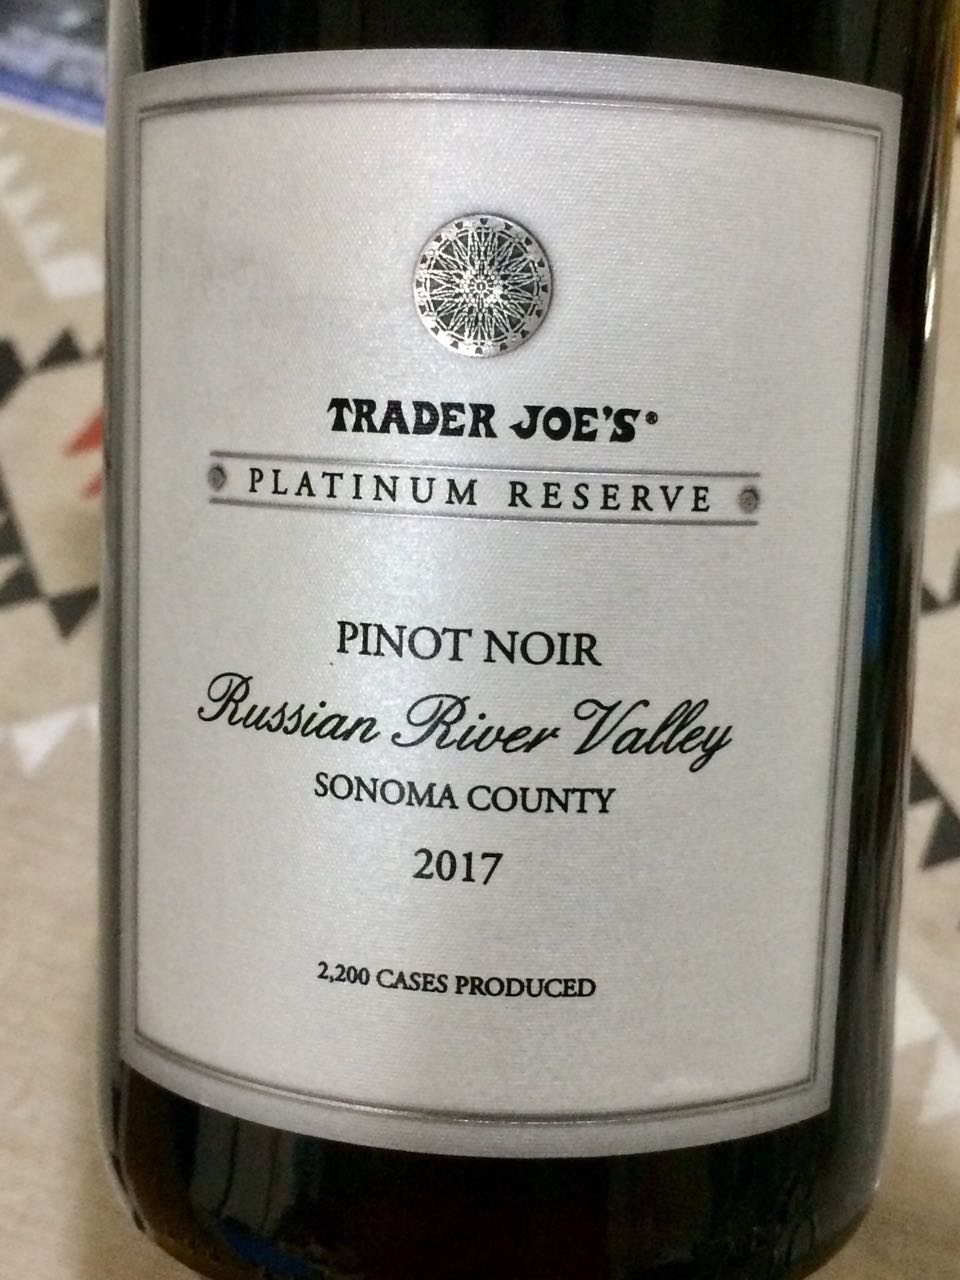 TRADER JOE'S®
PLATINUM RESERVE
PINOT NOIR
Russian River Valley
SONOMA COUNTY
2017
2,200 CASES PRODUCED